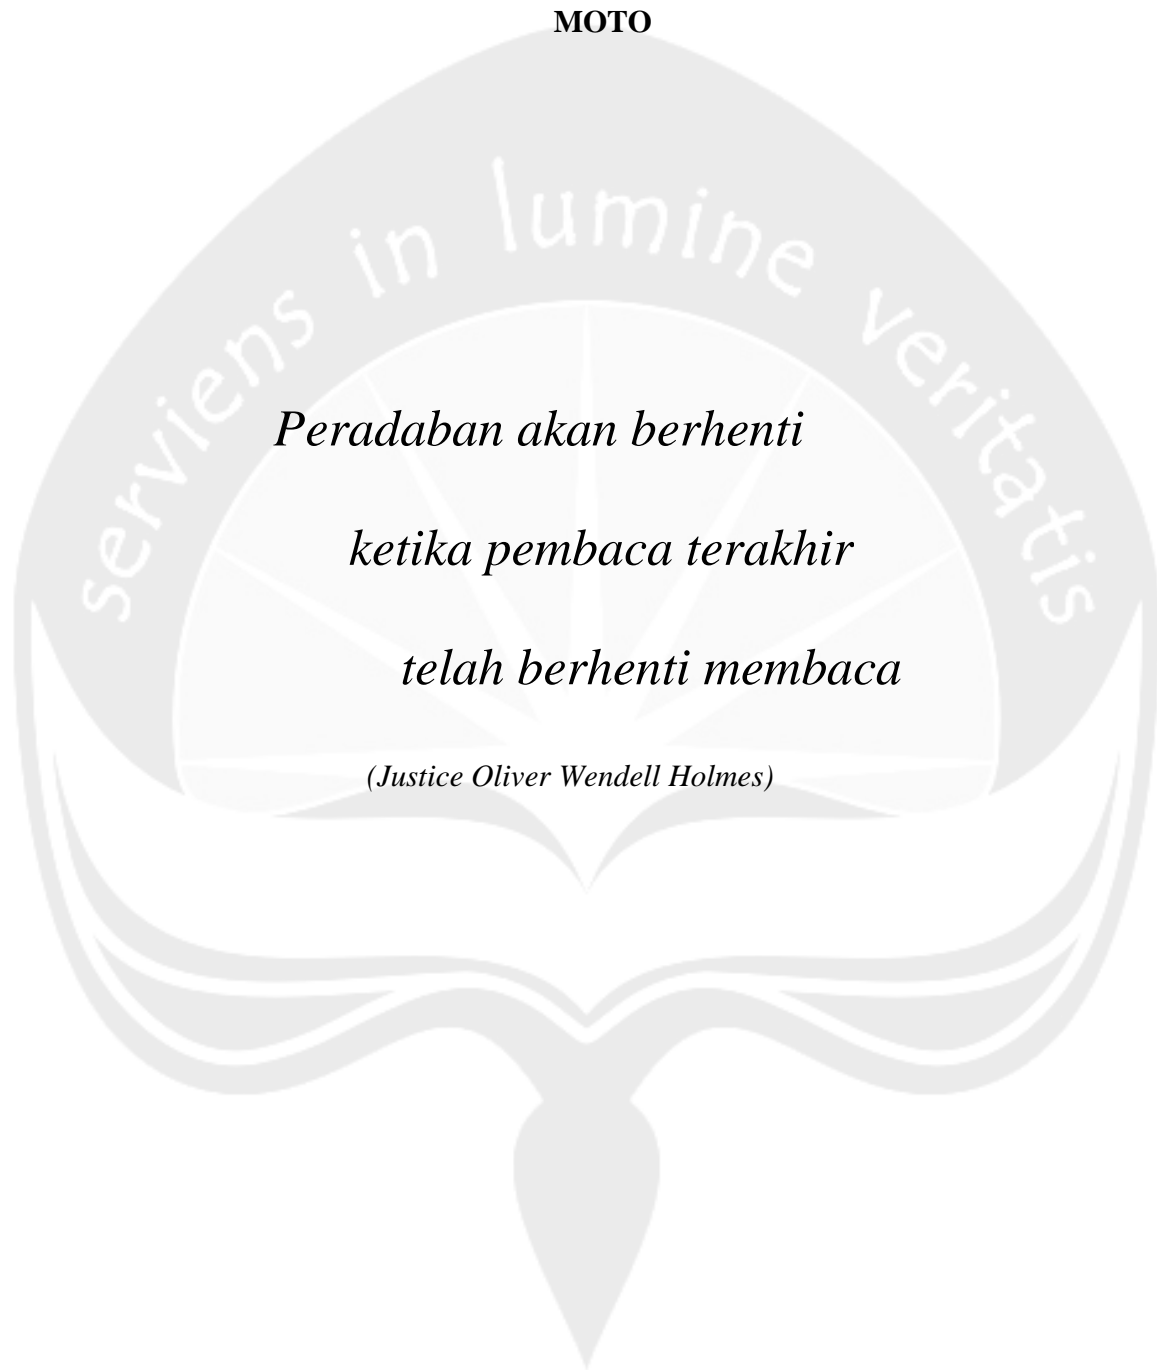 MOTO
serviens in lumine veritatis
Peradaban akan berhenti
ketika pembaca terakhir
telah berhenti membaca
(Justice Oliver Wendell Holmes)